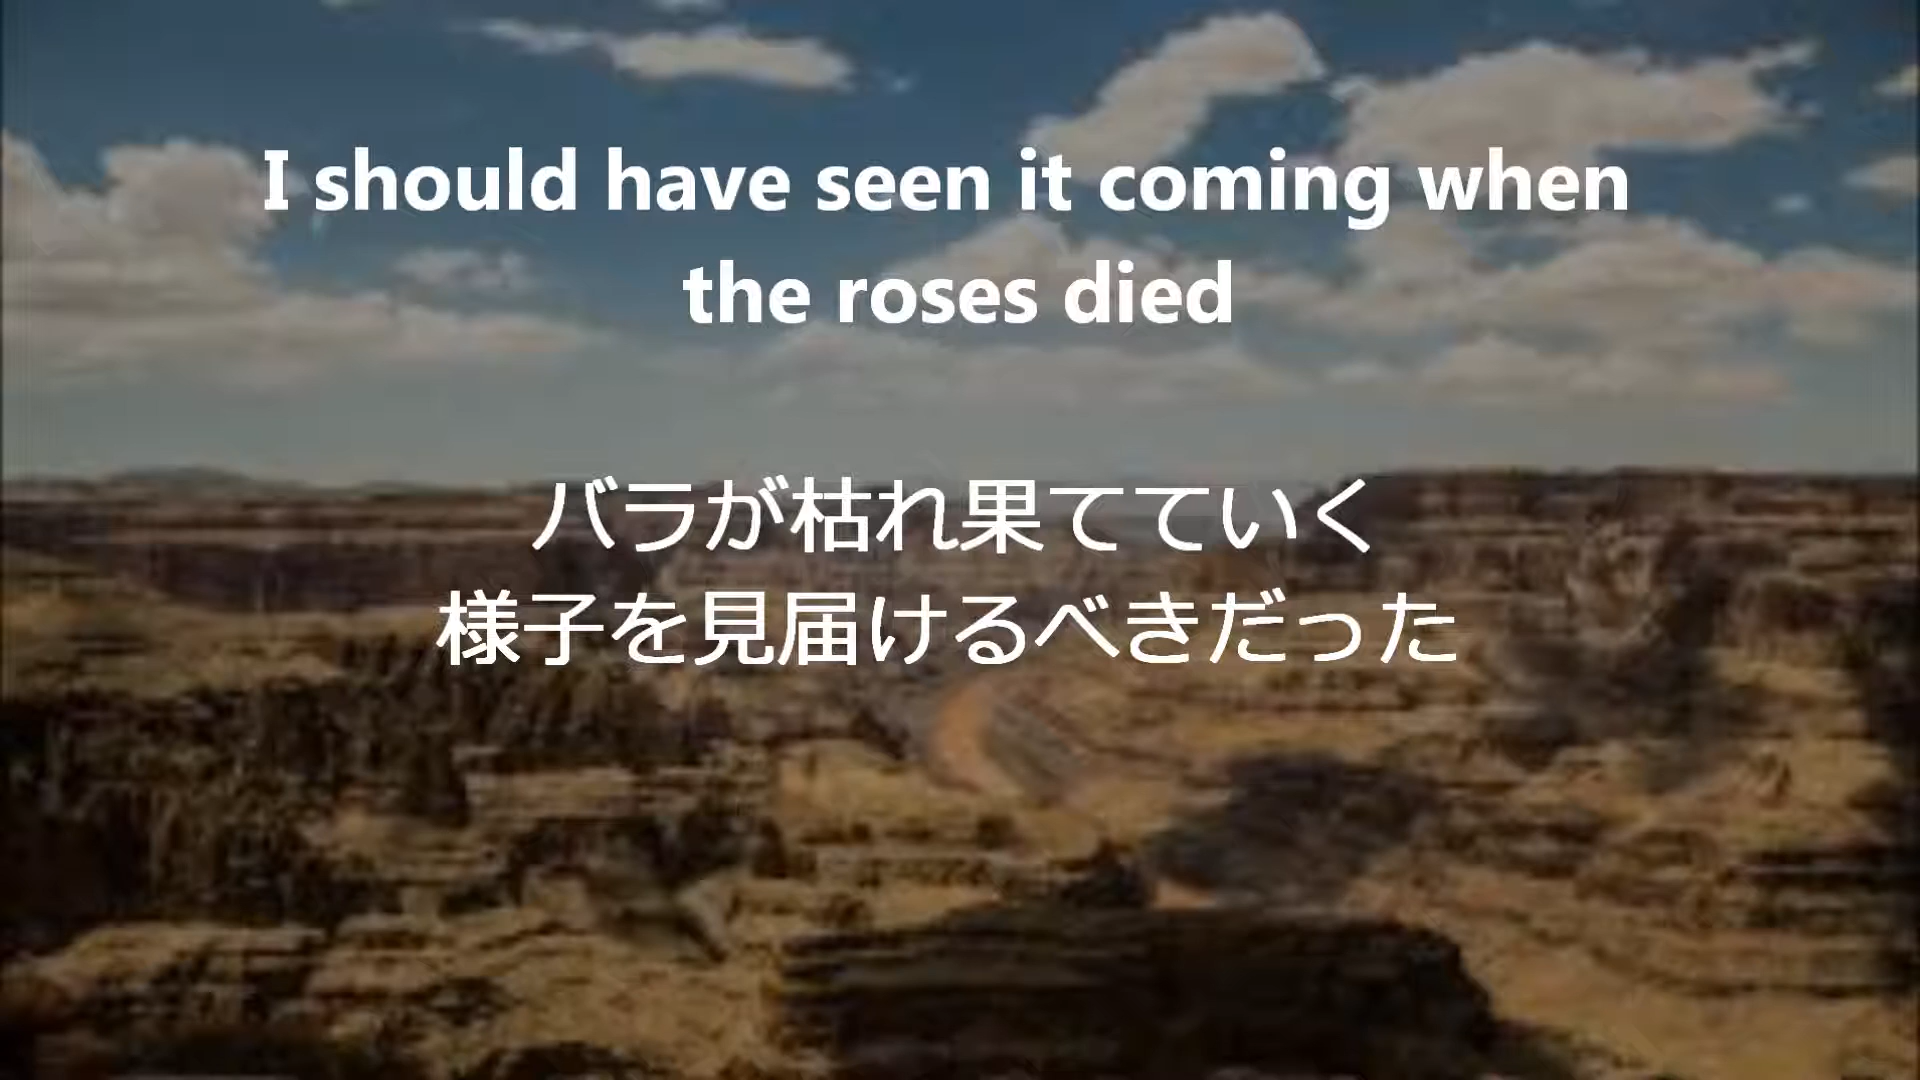 I should have seen it coming when
the roses died
バラが枯れ果てていく
様子を見届けるべきだった